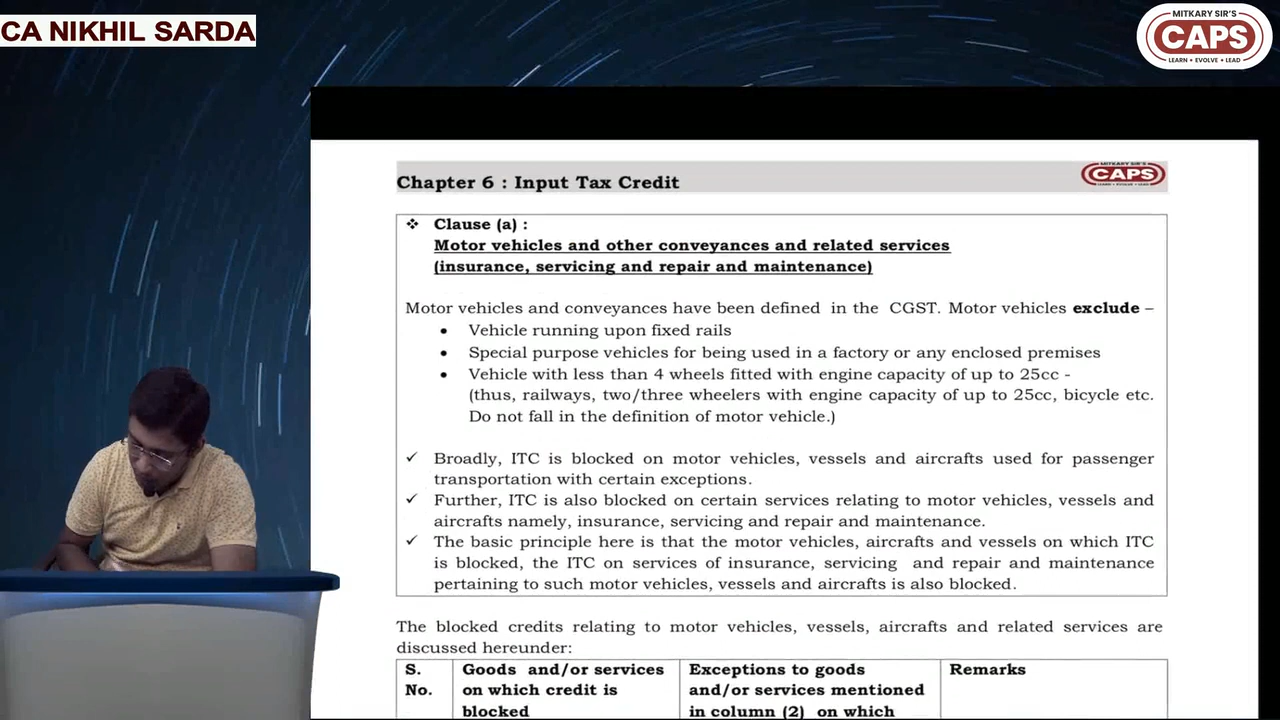 CA NIKHIL SARDA
MITKARY SIR'S
CAPS
LEARN • EVOLVE • LEAD
Chapter 6 : Input Tax Credit
MITKARY SIR'S
CAPS
LEARN • EVOLVE • LEAD
❖ Clause (a) :
Motor vehicles and other conveyances and related services
(insurance, servicing and repair and maintenance)
Motor vehicles and conveyances have been defined in the CGST. Motor vehicles exclude –
• Vehicle running upon fixed rails
• Special purpose vehicles for being used in a factory or any enclosed premises
• Vehicle with less than 4 wheels fitted with engine capacity of up to 25cc -
(thus, railways, two/three wheelers with engine capacity of up to 25cc, bicycle etc.
Do not fall in the definition of motor vehicle.)
✓ Broadly, ITC is blocked on motor vehicles, vessels and aircrafts used for passenger
transportation with certain exceptions.
✓ Further, ITC is also blocked on certain services relating to motor vehicles, vessels and
aircrafts namely, insurance, servicing and repair and maintenance.
✓ The basic principle here is that the motor vehicles, aircrafts and vessels on which ITC
is blocked, the ITC on services of insurance, servicing and repair and maintenance
pertaining to such motor vehicles, vessels and aircrafts is also blocked.
The blocked credits relating to motor vehicles, vessels, aircrafts and related services are
discussed hereunder:
S. Goods and/or services Exceptions to goods Remarks
No. on which credit is and/or services mentioned
blocked in column (2) on which